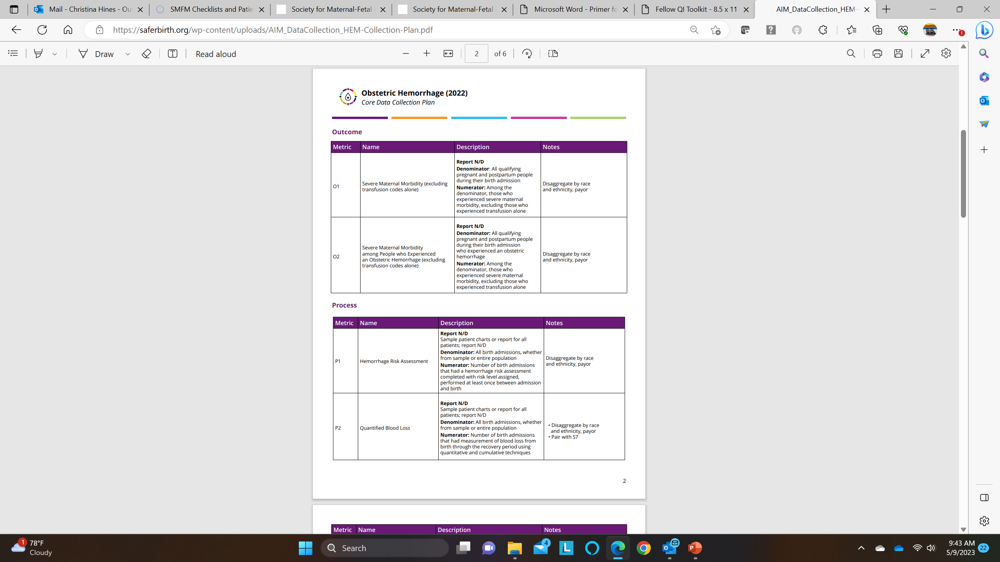 Mail - Christina Hines - Ou
SMFM Checklists and Patie
Society for Maternal-Fetal
Society for Maternal-Fetal
Microsoft Word - Primer fo
Fellow QI Toolkit - 8.5 x 11
AIM_DataCollection_HEM-
https://saferbirth.org/wp-content/uploads/AIM_DataCollection_HEM-Collection-Plan.pdf
Draw
Read aloud
2 of 6
Obstetric Hemorrhage (2022)
Core Data Collection Plan
Outcome
Metric Name Description Notes
O1
Severe Maternal Morbidity (excluding
transfusion codes alone)
Report N/D
Denominator: All qualifying
pregnant and postpartum people
during their birth admission
Numerator: Among the
denominator, those who
experienced severe maternal
morbidity, excluding those who
experienced transfusion alone
Disaggregate by race
and ethnicity, payor
O2
Severe Maternal Morbidity
among People who Experienced
an Obstetric Hemorrhage (excluding
transfusion codes alone)
Report N/D
Denominator: All qualifying
pregnant and postpartum people
during their birth admission
who experienced an obstetric
hemorrhage
Numerator: Among the
denominator, those who
experienced severe maternal
morbidity, excluding those who
experienced transfusion alone
Disaggregate by race
and ethnicity, payor
Process
Metric Name Description Notes
P1
Hemorrhage Risk Assessment
Report N/D
Sample patient charts or report for all
patients; report N/D
Denominator: All birth admissions, whether
from sample or entire population
Numerator: Number of birth admissions
that had a hemorrhage risk assessment
completed with risk level assigned,
performed at least once between admission
and birth
Disaggregate by race
and ethnicity, payor
P2
Quantified Blood Loss
Report N/D
Sample patient charts or report for all
patients; report N/D
Denominator: All birth admissions, whether
from sample or entire population
Numerator: Number of birth admissions
that had measurement of blood loss from
birth through the recovery period using
quantitative and cumulative techniques
• Disaggregate by race
and ethnicity, payor
• Pair with S7
2
Metric Name Description Notes
1
78°F
Cloudy
Search
4
9:43 AM
5/9/2023
22